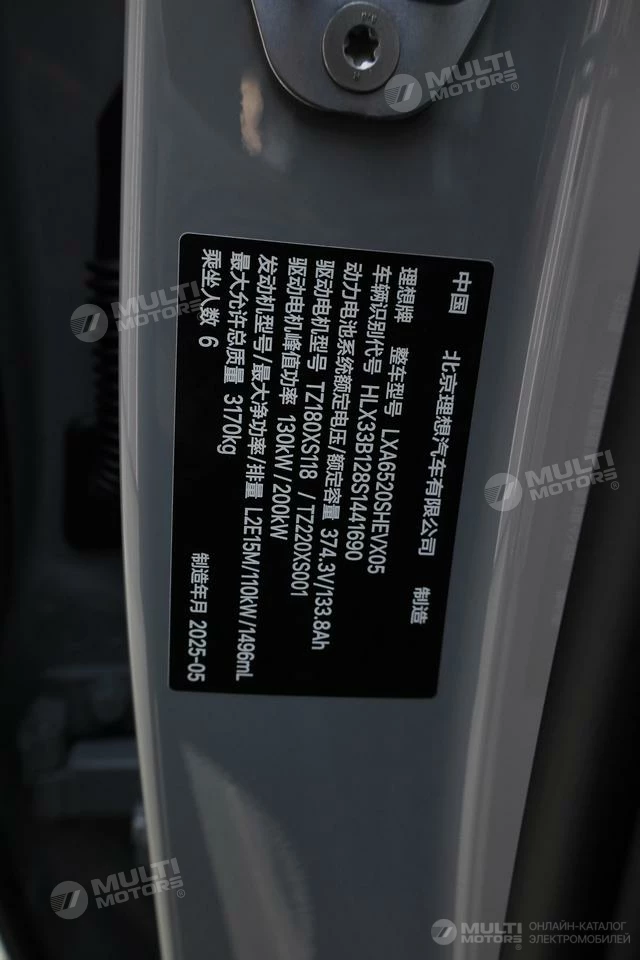 中国 北京理想汽车有限公司 制造
理想牌 整车型号 LXA6520SHEVX05
车辆识别代号 HLX33B128S1441690
动力电池系统额定电压/额定容量 374.3V/133.8Ah
驱动电机型号 TZ180XS118 / TZ220XS001
驱动电机峰值功率 130kW/200kW
发动机型号/最大净功率/排量 L2E15M/110kW/1496mL
最大允许总质量 3170kg
乘坐人数 6 制造年月 2025-05
MULTI MOTORS®
MULTI MOTORS®
MULTI MOTORS®
MULTI MOTORS®
MULTI MOTORS® ОНЛАЙН-КАТАЛОГ ЭЛЕКТРОМОБИЛЕЙ